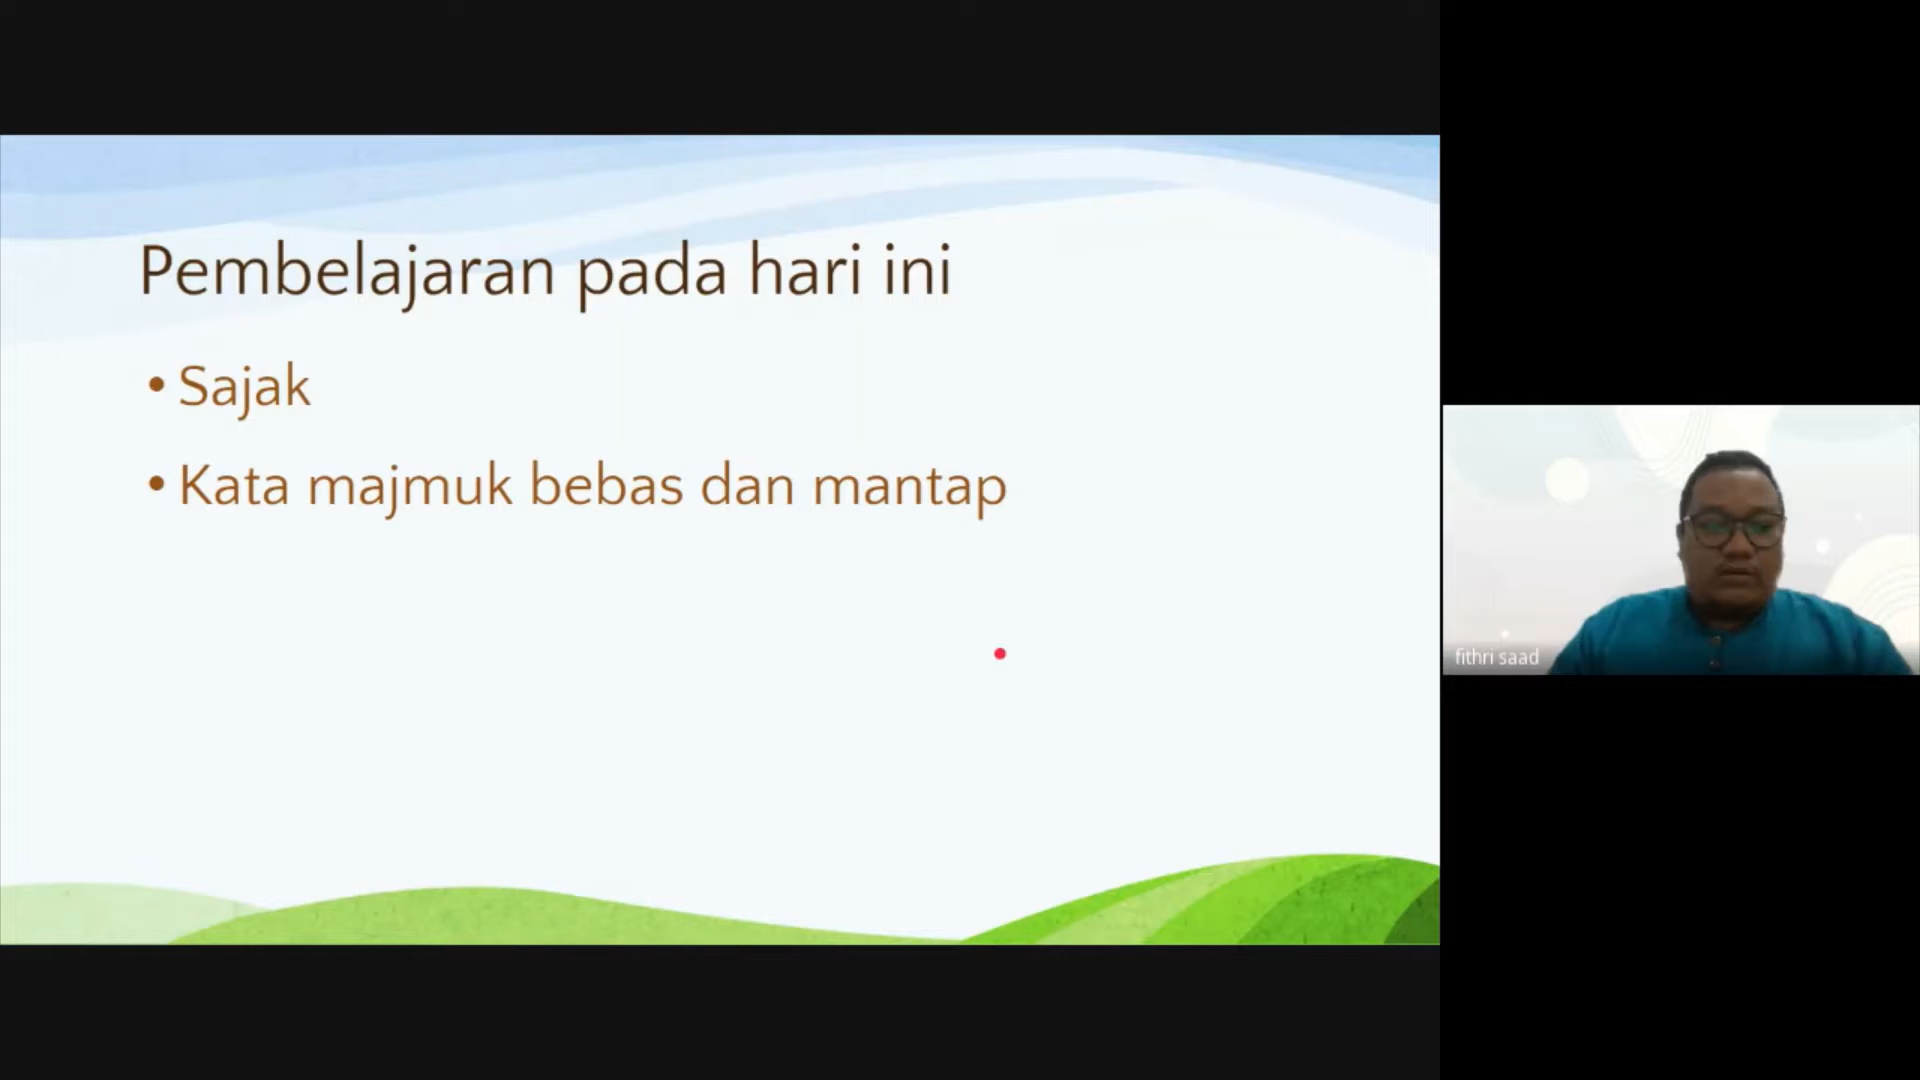 Pembelajaran pada hari ini
• Sajak
• Kata majmuk bebas dan mantap
fithri saad